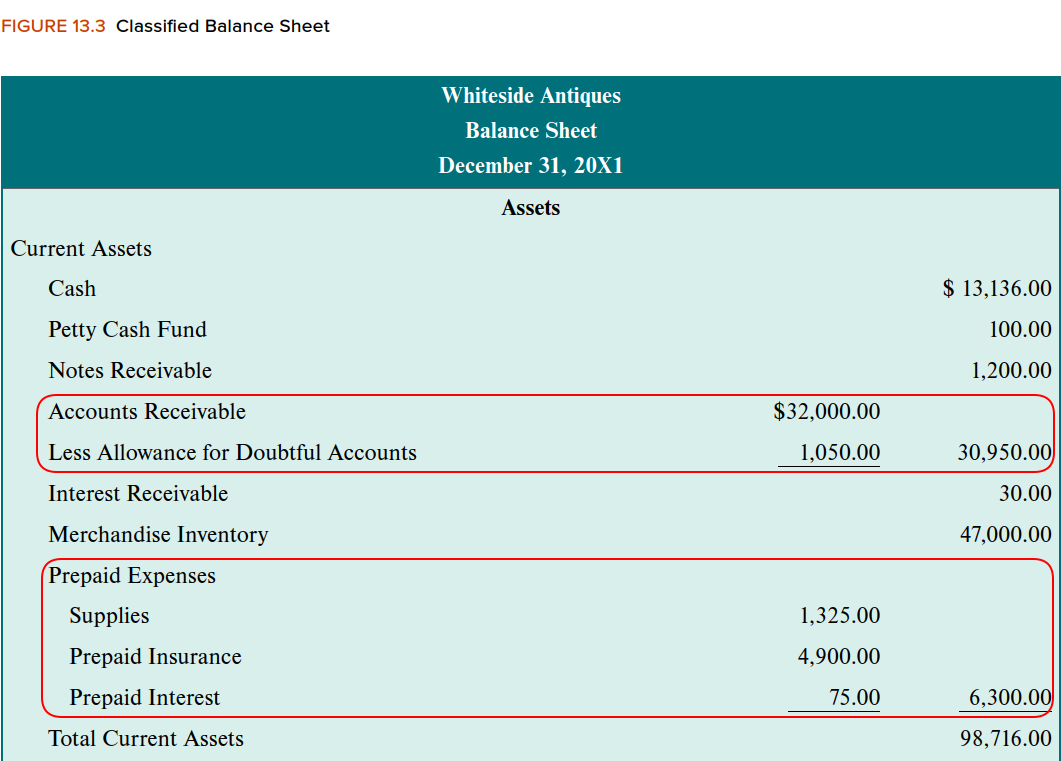 FIGURE 13.3 Classified Balance Sheet
Whiteside Antiques
Balance Sheet
December 31, 20X1
Assets
Current Assets
Cash $ 13,136.00
Petty Cash Fund 100.00
Notes Receivable 1,200.00
Accounts Receivable $32,000.00
Less Allowance for Doubtful Accounts 1,050.00 30,950.00
Interest Receivable 30.00
Merchandise Inventory 47,000.00
Prepaid Expenses
Supplies 1,325.00
Prepaid Insurance 4,900.00
Prepaid Interest 75.00 6,300.00
Total Current Assets 98,716.00